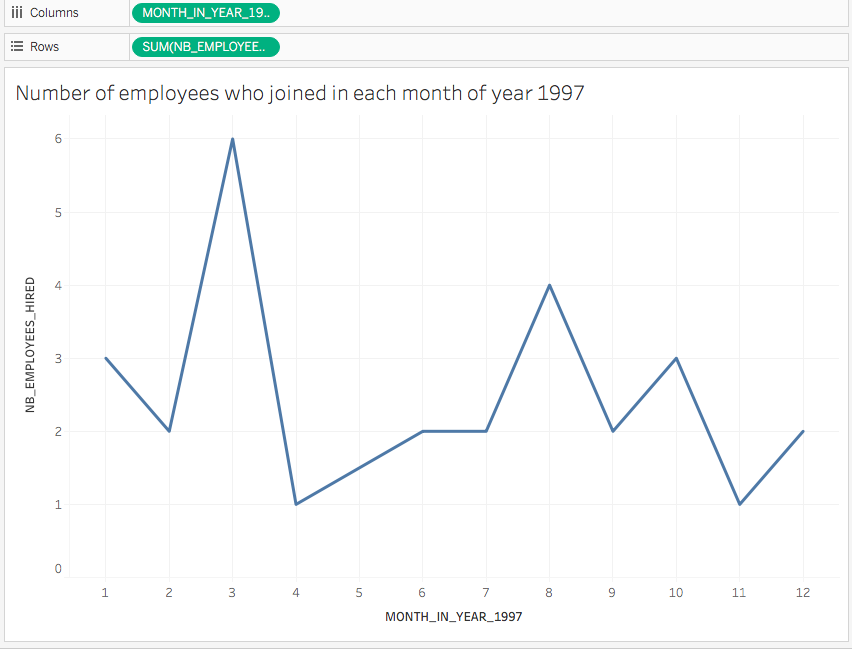 Columns MONTH_IN_YEAR_19..
Rows SUM(NB_EMPLOYEE..
Number of employees who joined in each month of year 1997
6
5
4
3
2
1
0
NB_EMPLOYEES_HIRED
1 2 3 4 5 6 7 8 9 10 11 12
MONTH_IN_YEAR_1997